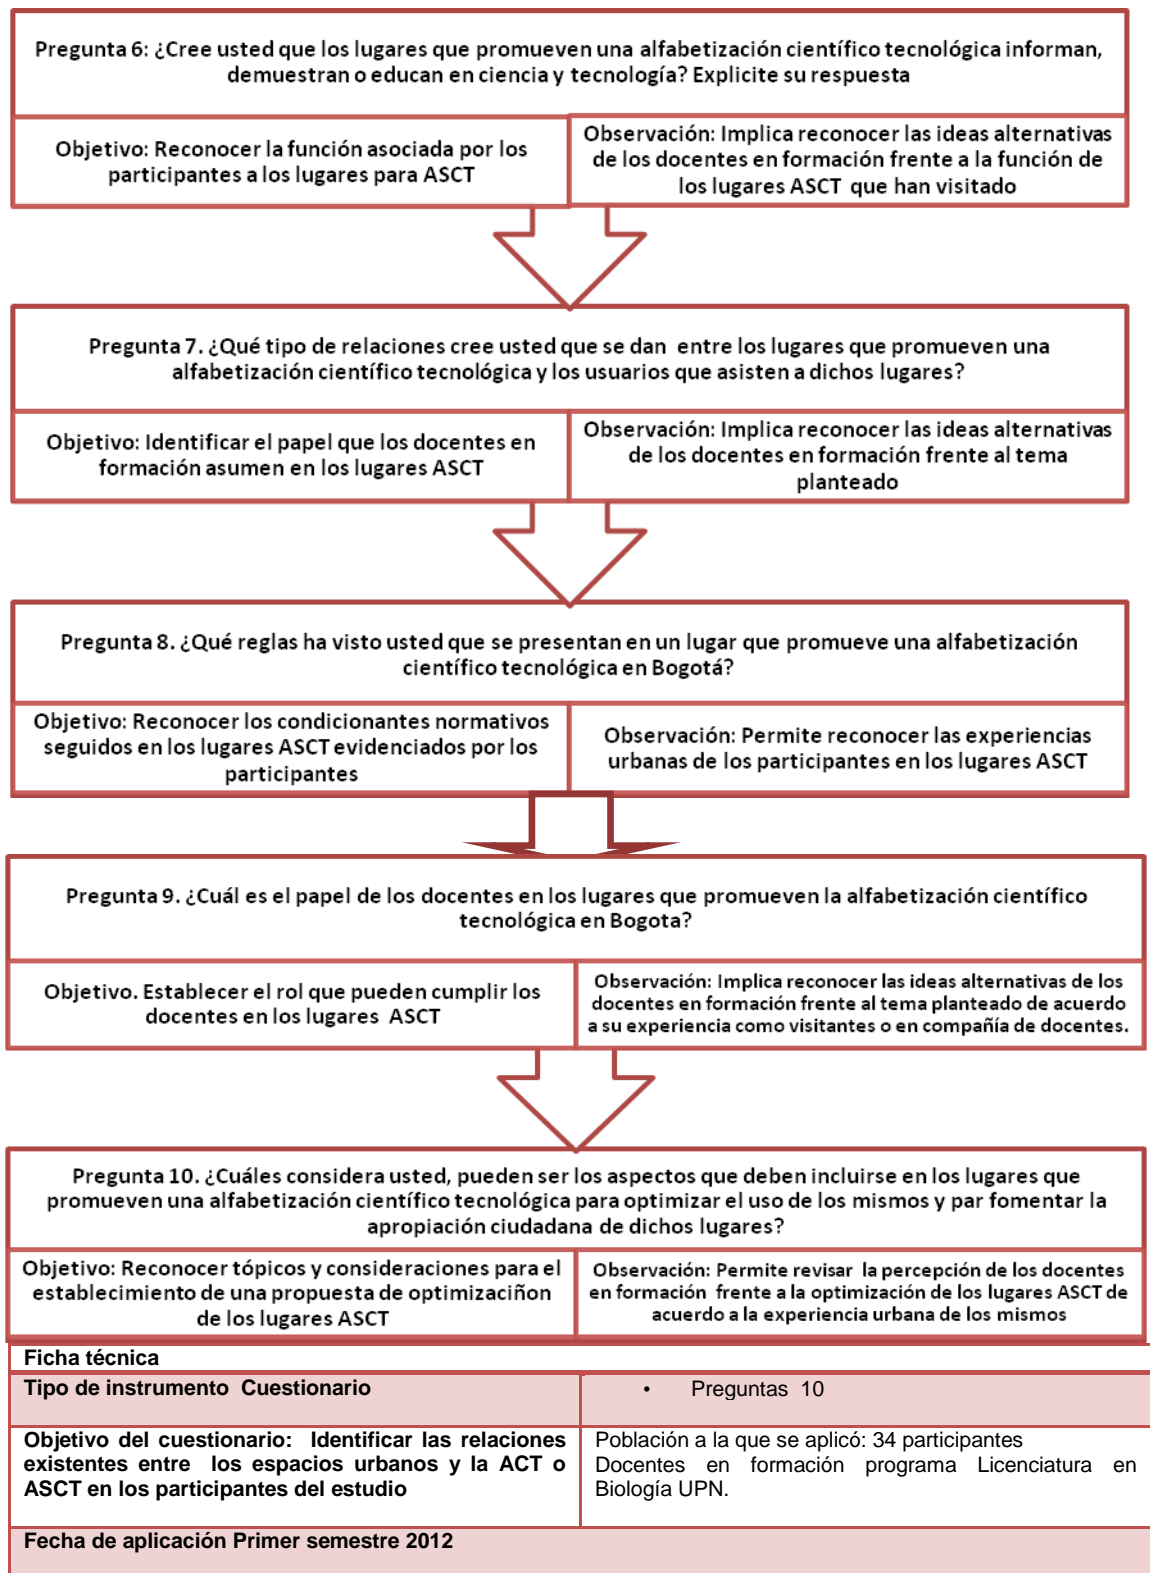 Pregunta 6: ¿Cree usted que los lugares que promueven una alfabetización científico tecnológica informan,
demuestran o educan en ciencia y tecnología? Explicite su respuesta
Objetivo: Reconocer la función asociada por los
participantes a los lugares para ASCT
Observación: Implica reconocer las ideas alternativas
de los docentes en formación frente a la función de
los lugares ASCT que han visitado
Pregunta 7. ¿Qué tipo de relaciones cree usted que se dan entre los lugares que promueven una
alfabetización científico tecnológica y los usuarios que asisten a dichos lugares?
Objetivo: Identificar el papel que los docentes en
formación asumen en los lugares ASCT
Observación: Implica reconocer las ideas alternativas
de los docentes en formación frente al tema
planteado
Pregunta 8. ¿Qué reglas ha visto usted que se presentan en un lugar que promueve una alfabetización
científico tecnológica en Bogotá?
Objetivo: Reconocer los condicionantes normativos
seguidos en los lugares ASCT evidenciados por los
participantes
Observación: Permite reconocer las experiencias
urbanas de los participantes en los lugares ASCT
Pregunta 9. ¿Cuál es el papel de los docentes en los lugares que promueven la alfabetización científico
tecnológica en Bogota?
Objetivo. Establecer el rol que pueden cumplir los
docentes en los lugares ASCT
Observación: Implica reconocer las ideas alternativas de los
docentes en formación frente al tema planteado de acuerdo
a su experiencia como visitantes o en compañía de docentes.
Pregunta 10. ¿Cuáles considera usted, pueden ser los aspectos que deben incluirse en los lugares que
promueven una alfabetización científico tecnológica para optimizar el uso de los mismos y par fomentar la
apropiación ciudadana de dichos lugares?
Objetivo: Reconocer tópicos y consideraciones para el
establecimiento de una propuesta de optimizaciñon
de los lugares ASCT
Observación: Permite revisar la percepción de los docentes
en formación frente a la optimización de los lugares ASCT de
acuerdo a la experiencia urbana de los mismos
Ficha técnica
Tipo de instrumento Cuestionario
• Preguntas 10
Objetivo del cuestionario: Identificar las relaciones
existentes entre los espacios urbanos y la ACT o
ASCT en los participantes del estudio
Población a la que se aplicó: 34 participantes
Docentes en formación programa Licenciatura en
Biología UPN.
Fecha de aplicación Primer semestre 2012